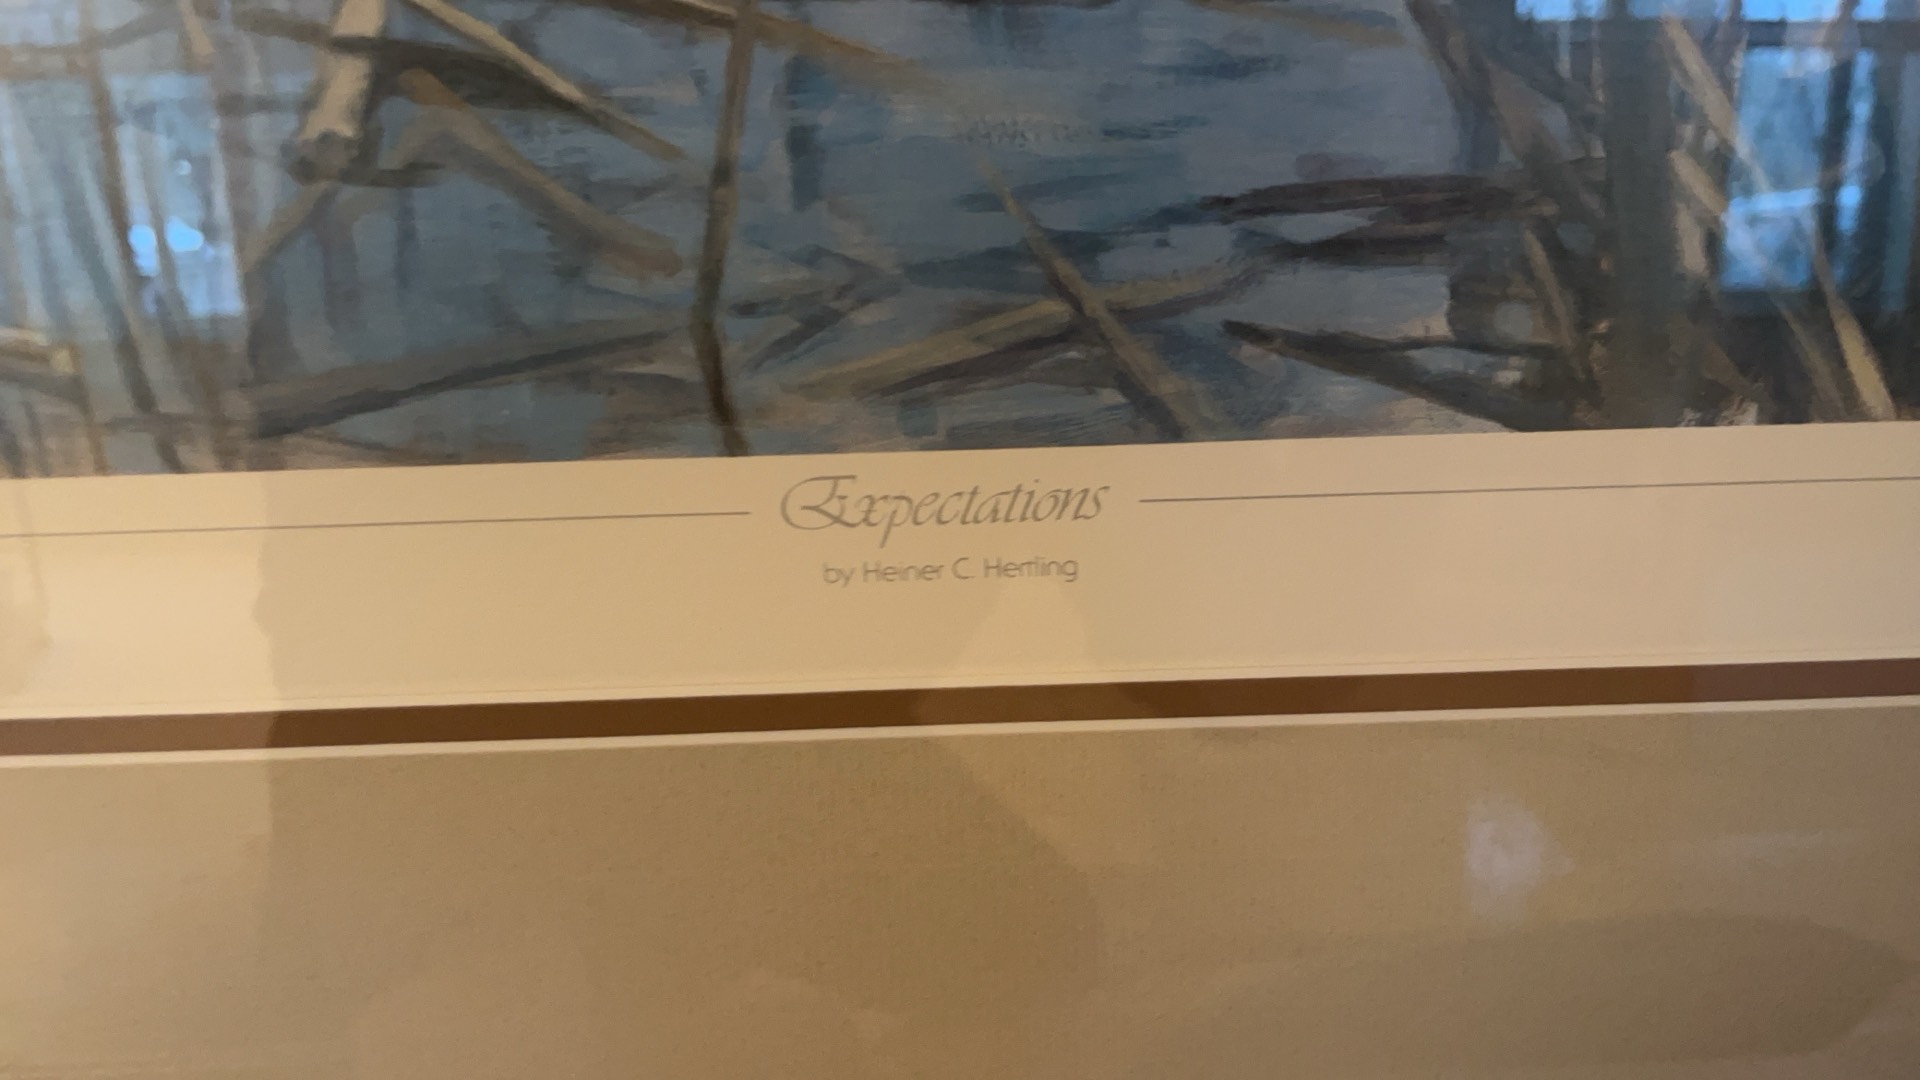 Expectations
by Heiner C. Hertling